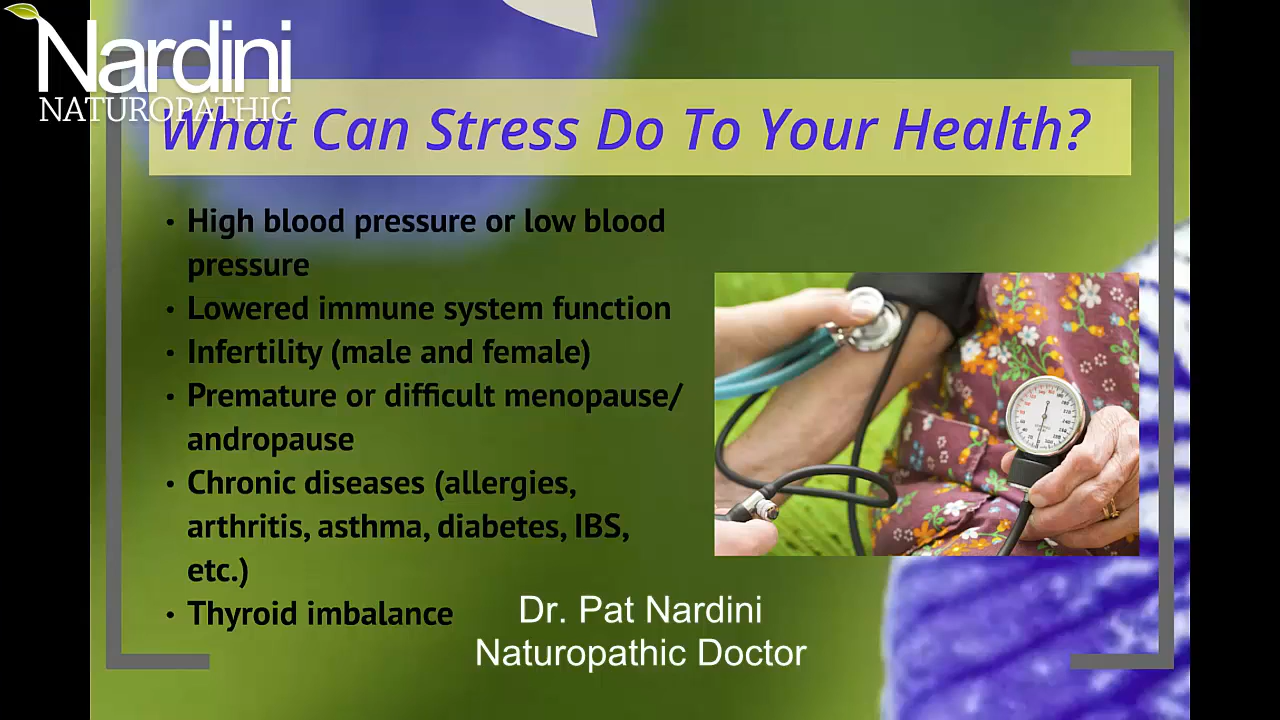 Nardini
NATUROPATHIC
What Can Stress Do To Your Health?
• High blood pressure or low blood
pressure
• Lowered immune system function
• Infertility (male and female)
• Premature or difficult menopause/
andropause
• Chronic diseases (allergies,
arthritis, asthma, diabetes, IBS,
etc.)
• Thyroid imbalance
Dr. Pat Nardini
Naturopathic Doctor